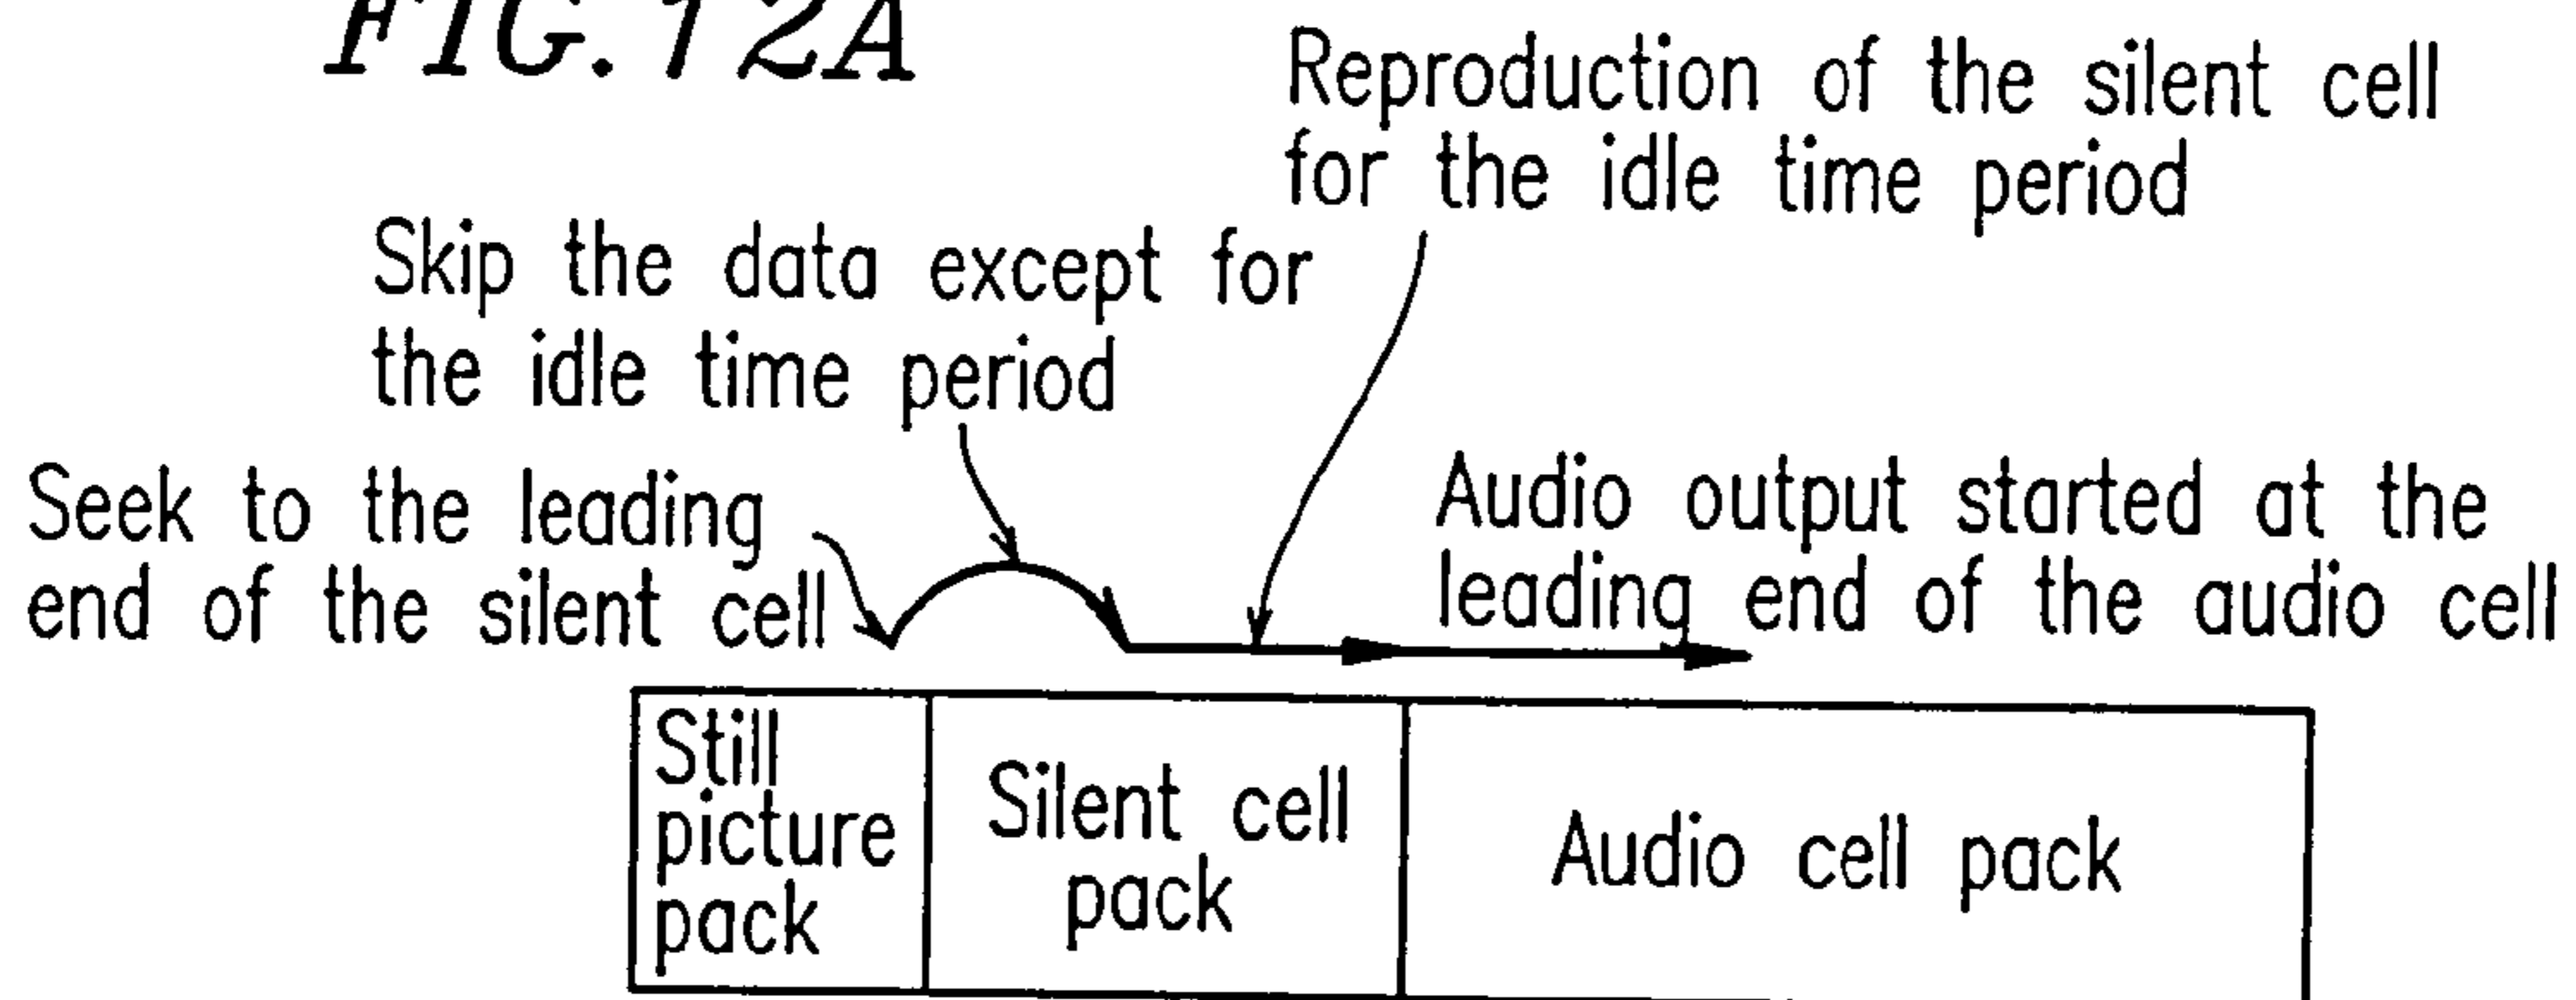 FIG. 12A
Reproduction of the silent cell
for the idle time period
Skip the data except for
the idle time period
Seek to the leading
end of the silent cell
Audio output started at the
leading end of the audio cell
Still
picture
pack
Silent cell
pack
Audio cell pack